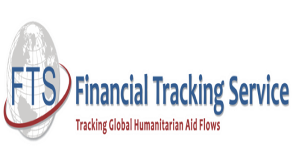 FTS
Financial Tracking Service
Tracking Global Humanitarian Aid Flows